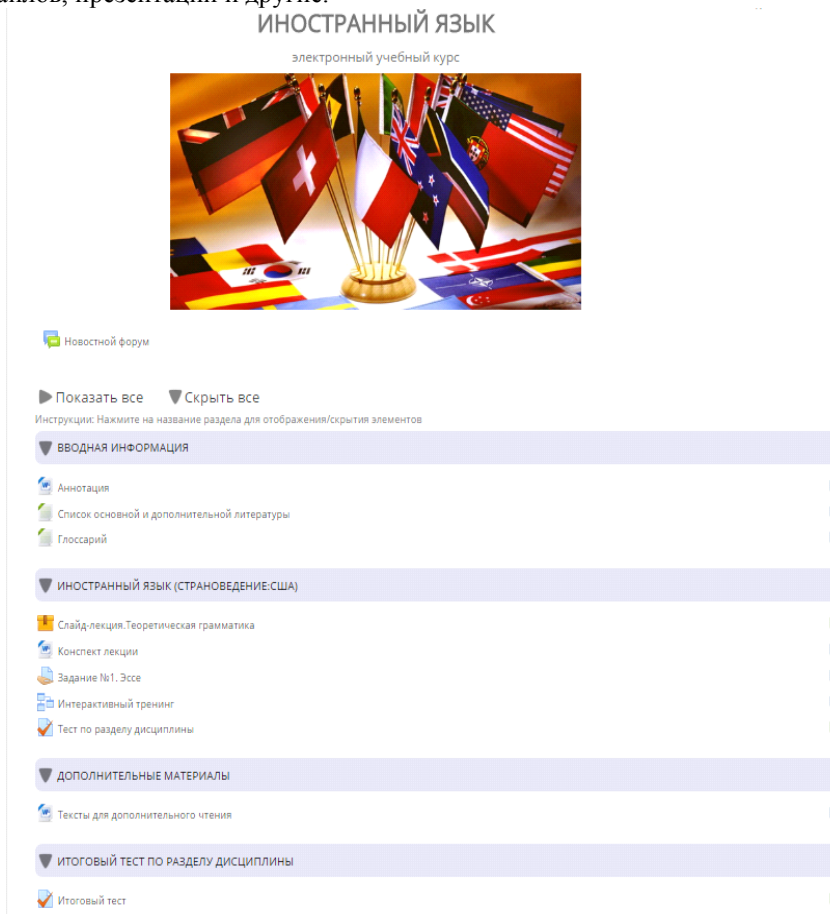 презентации и другие.
ИНОСТРАННЫЙ ЯЗЫК
электронный учебный курс
Новостной форум
Показать все Скрыть все
Инструкции: Нажмите на название раздела для отображения/скрытия элементов
ВВОДНАЯ ИНФОРМАЦИЯ
Аннотация
Список основной и дополнительной литературы
Глоссарий
ИНОСТРАННЫЙ ЯЗЫК (СТРАНОВЕДЕНИЕ:США)
Слайд-лекция.Теоретическая грамматика
Конспект лекции
Задание №1. Эссе
Интерактивный тренинг
Тест по разделу дисциплины
ДОПОЛНИТЕЛЬНЫЕ МАТЕРИАЛЫ
Тексты для дополнительного чтения
ИТОГОВЫЙ ТЕСТ ПО РАЗДЕЛУ ДИСЦИПЛИНЫ
Итоговый тест